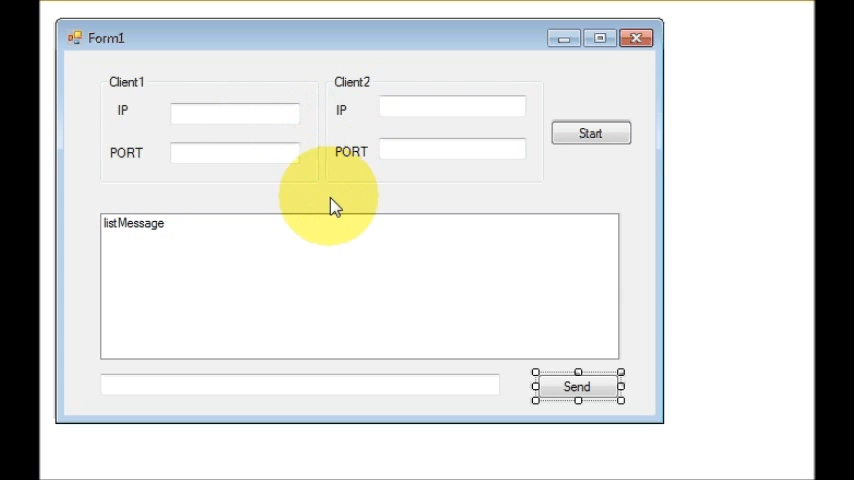 Form1
Client1
Client2
IP
IP
PORT
PORT
Start
listMessage
Send